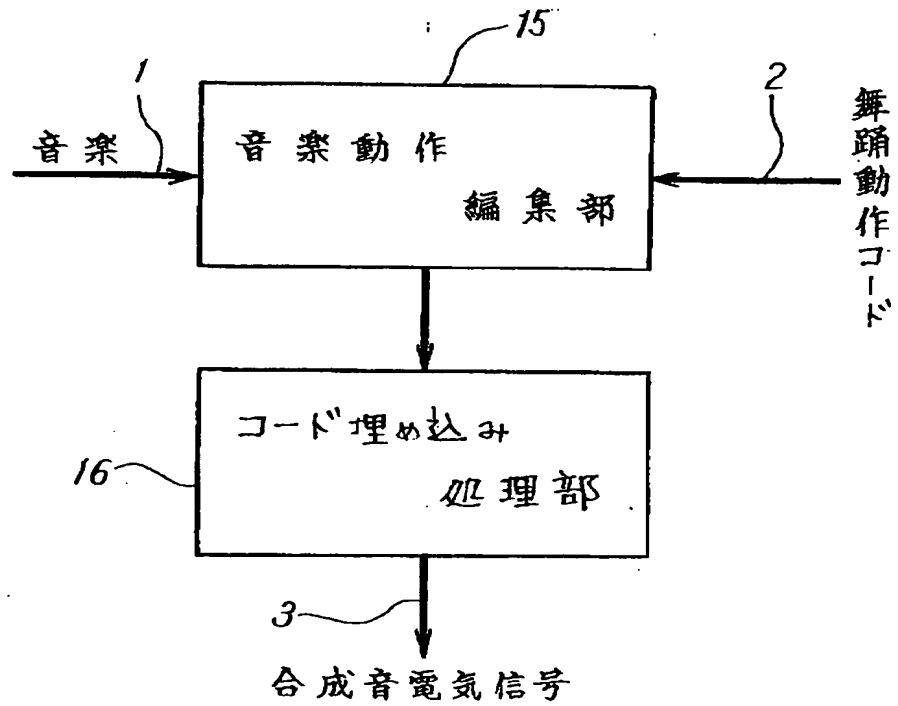 15
1
2
音楽
音楽動作
編集部
舞踊動作コード
コード埋め込み
処理部
16
3
合成音電気信号